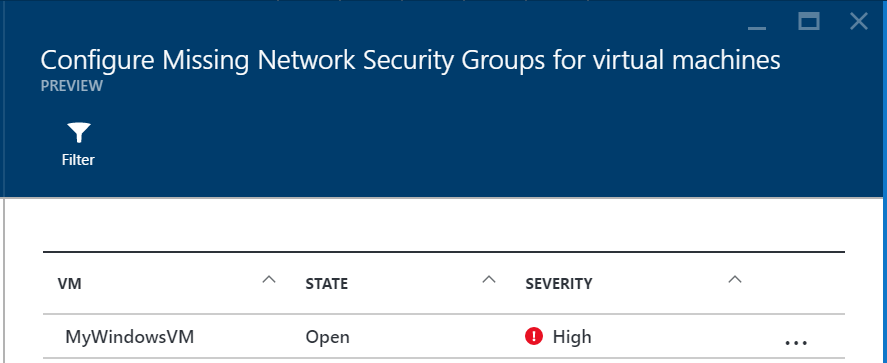 Configure Missing Network Security Groups for virtual machines
PREVIEW
Filter
VM STATE SEVERITY
MyWindowsVM Open High ...